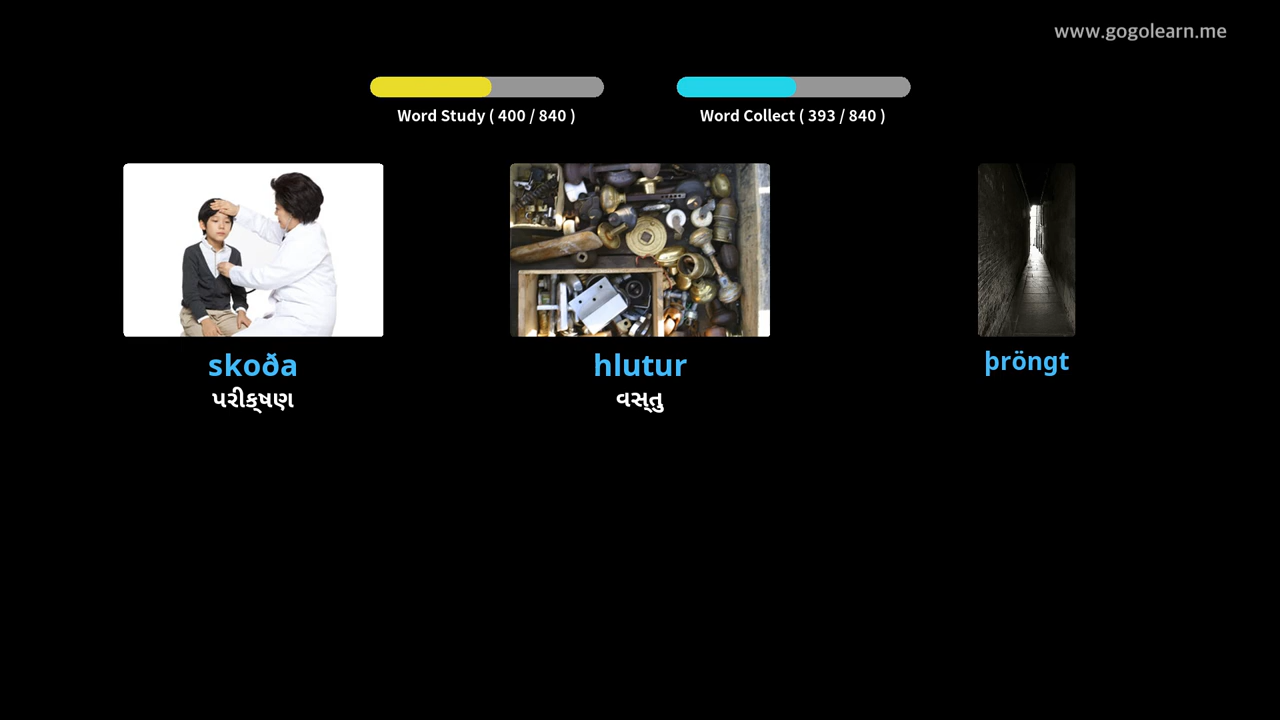 www.gogolearn.me
Word Study ( 400 / 840 )
Word Collect ( 393 / 840 )
skoða
પરીક્ષણ
hlutur
વસ્તુ
þröngt